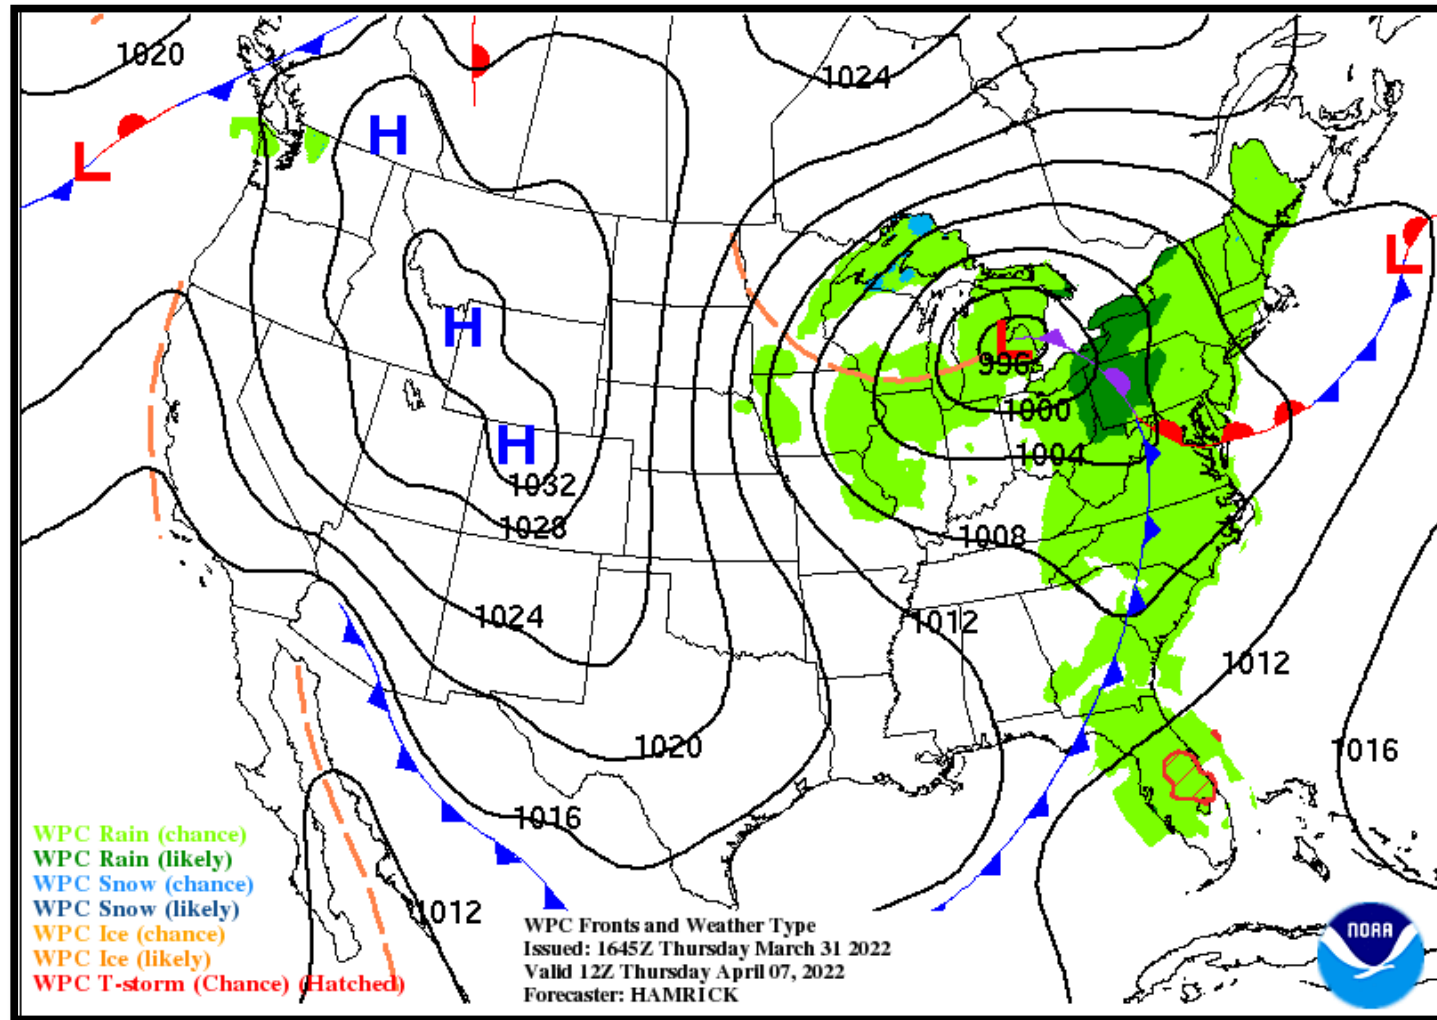 1020
1024
H
L
L
H
L
996
1000
H
1004
1032
1028
1008
1024
1012
1012
1020
1016
1016
1012
WPC Rain (chance)
WPC Rain (likely)
WPC Snow (chance)
WPC Snow (likely)
WPC Ice (chance)
WPC Ice (likely)
WPC T-storm (Chance) (Hatched)
WPC Fronts and Weather Type
Issued: 1645Z Thursday March 31 2022
Valid 12Z Thursday April 07, 2022
Forecaster: HAMRICK
NOAA